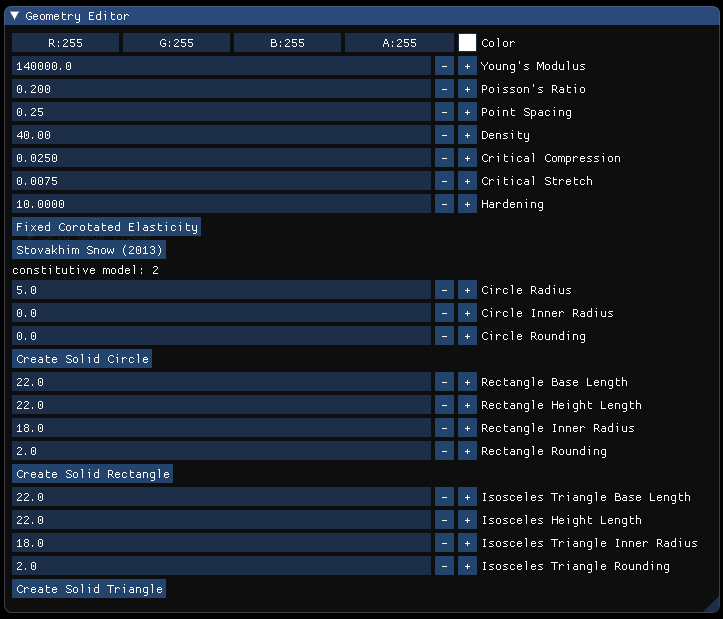 Geometry Editor
R:255 G:255 B:255 A:255 Color
140000.0 - + Young's Modulus
0.200 - + Poisson's Ratio
0.25 - + Point Spacing
40.00 - + Density
0.0250 - + Critical Compression
0.0075 - + Critical Stretch
10.0000 - + Hardening
Fixed Corotated Elasticity
Stovakhim Snow (2013)
constitutive model: 2
5.0 - + Circle Radius
0.0 - + Circle Inner Radius
0.0 - + Circle Rounding
Create Solid Circle
22.0 - + Rectangle Base Length
22.0 - + Rectangle Height Length
18.0 - + Rectangle Inner Radius
2.0 - + Rectangle Rounding
Create Solid Rectangle
22.0 - + Isosceles Triangle Base Length
22.0 - + Isosceles Height Length
18.0 - + Isosceles Triangle Inner Radius
2.0 - + Isosceles Triangle Rounding
Create Solid Triangle